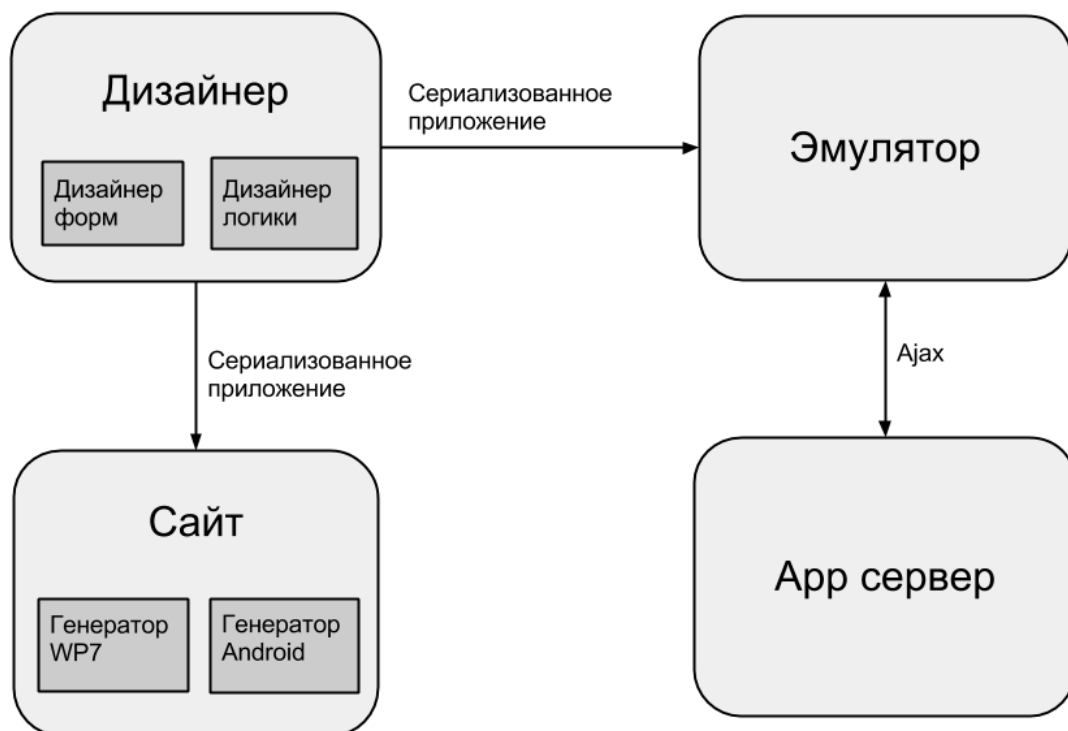 Дизайнер
Дизайнер
форм
Дизайнер
логики
Сериализованное
приложение
Эмулятор
Сериализованное
приложение
Ajax
Сайт
Генератор
WP7
Генератор
Android
App сервер